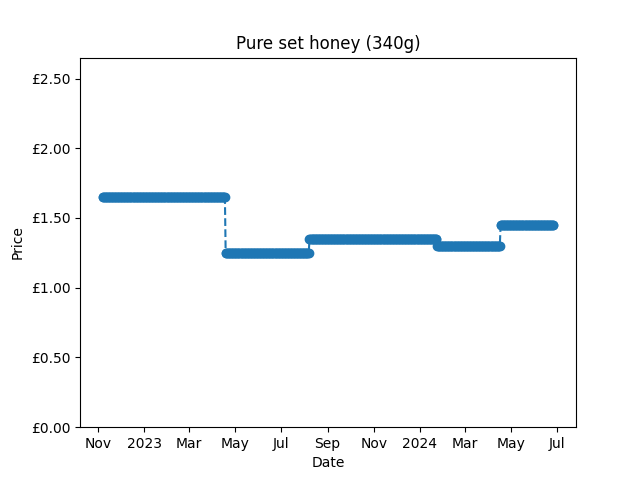 Pure set honey (340g)
£2.50
£2.00
£1.50
£1.00
£0.50
£0.00
Price
Nov 2023 Mar May Jul Sep Nov 2024 Mar May Jul
Date